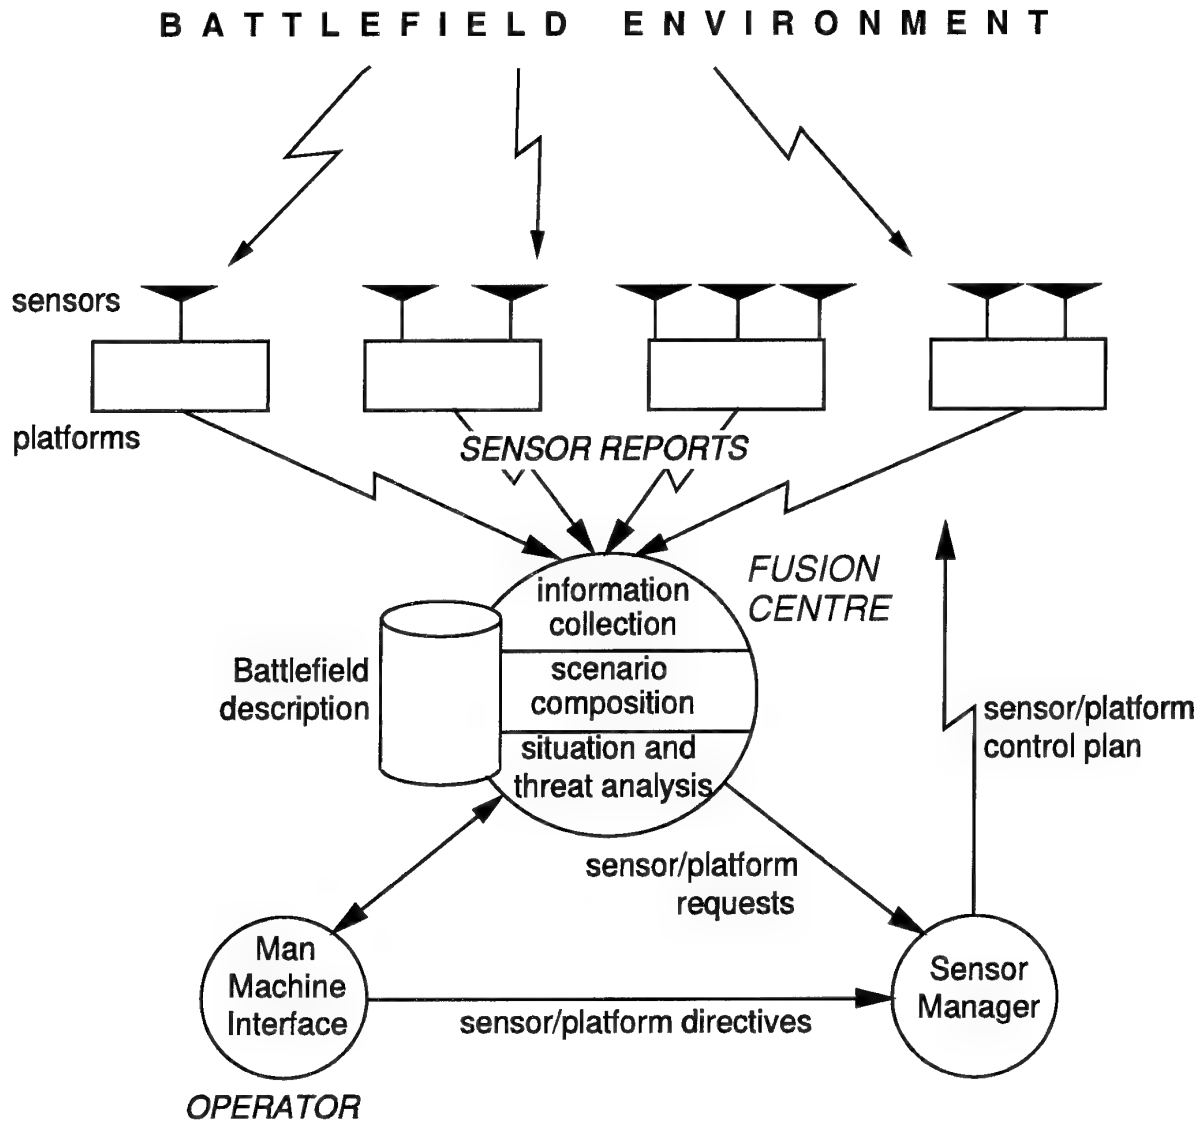 BATTLEFIELD ENVIRONMENT
sensors
platforms
SENSOR REPORTS
FUSION
CENTRE
information
collection
scenario
composition
situation and
threat analysis
Battlefield
description
sensor/platform
control plan
sensor/platform
requests
Man
Machine
Interface
sensor/platform directives
Sensor
Manager
OPERATOR